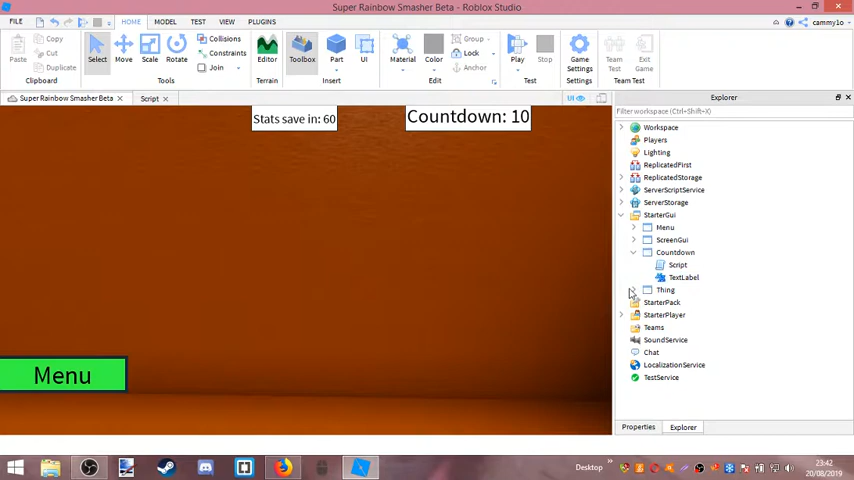 Super Rainbow Smasher Beta - Roblox Studio
FILE HOME MODEL TEST VIEW PLUGINS cammy1o
Paste Copy Cut Duplicate Select Move Scale Rotate Collisions Constraints Join Editor Toolbox Part UI Material Color Group Lock Anchor Play Stop Game Settings Team Test Exit Game
Clipboard Tools Terrain Insert Edit Test Settings Team Test
Super Rainbow Smasher Beta Script UI Explorer
Stats save in: 60
Countdown: 10
Menu
Filter workspace (Ctrl+Shift+X)
Workspace
Players
Lighting
ReplicatedFirst
ReplicatedStorage
ServerScriptService
ServerStorage
StarterGui
Menu
ScreenGui
Countdown
Script
TextLabel
Thing
StarterPack
StarterPlayer
Teams
SoundService
Chat
LocalizationService
TestService
Properties Explorer
Desktop
23:42
20/08/2019